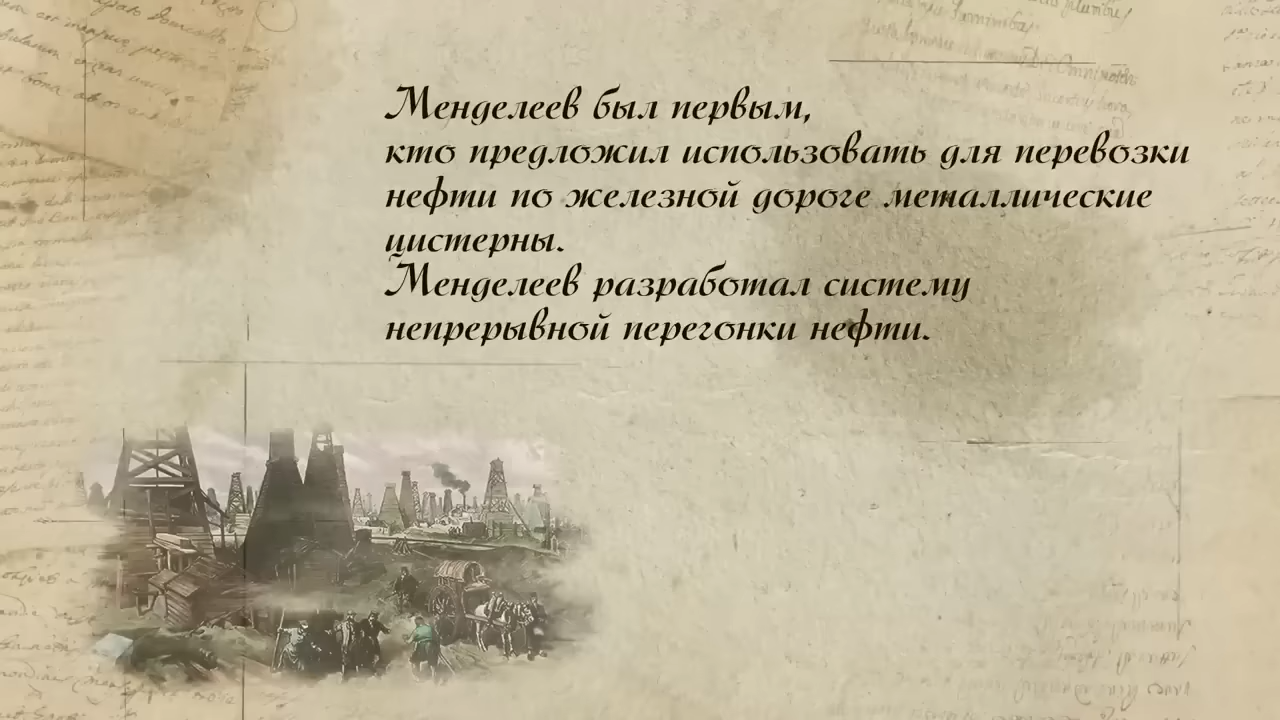 Менделеев был первым,
кто предложил использовать для перевозки
нефти по железной дороге металлические
цистерны.
Менделеев разработал систему
непрерывной перегонки нефти.